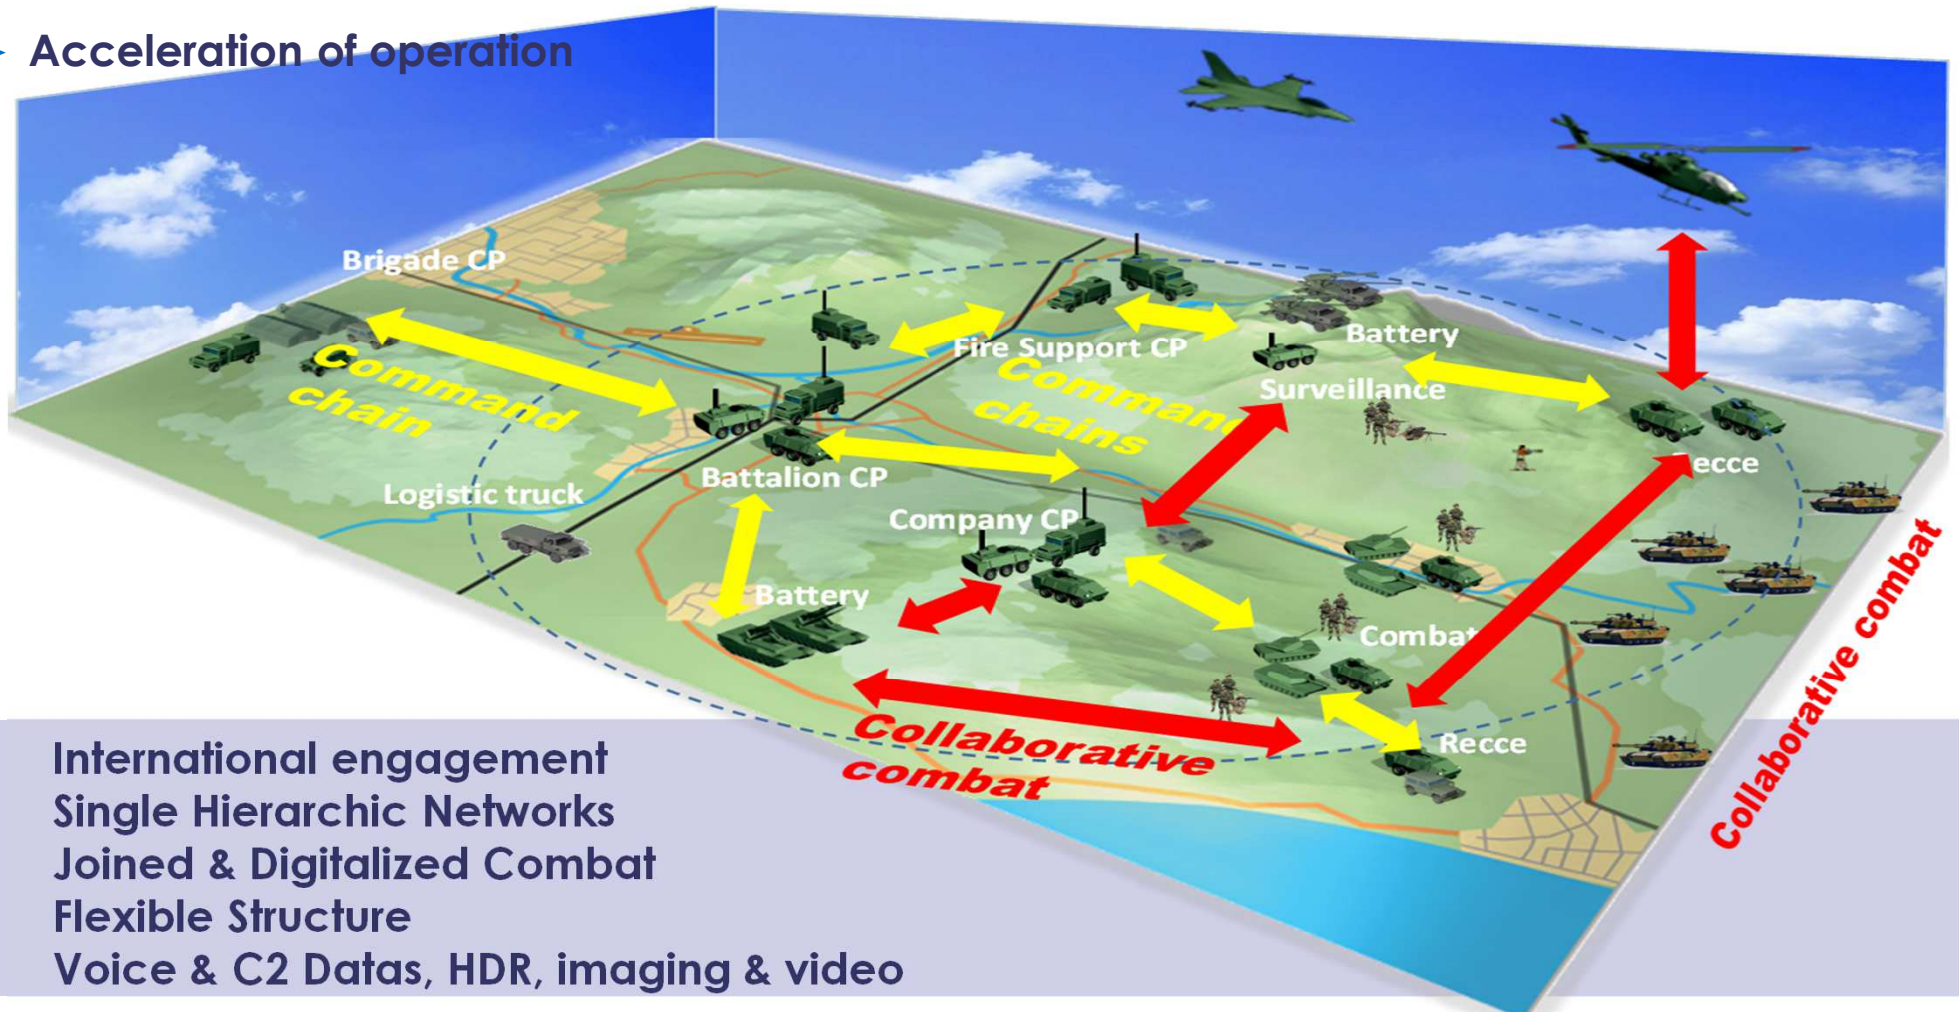 Acceleration of operation
Brigade CP
Command
chain
Fire Support CP
Command
chains
Battery
Surveillance
Battalion CP
Logistic truck
Company CP
ecce
Battery
Combat
Collaborative
combat
Recce
Collaborative combat
International engagement
Single Hierarchic Networks
Joined & Digitalized Combat
Flexible Structure
Voice & C2 Datas, HDR, imaging & video